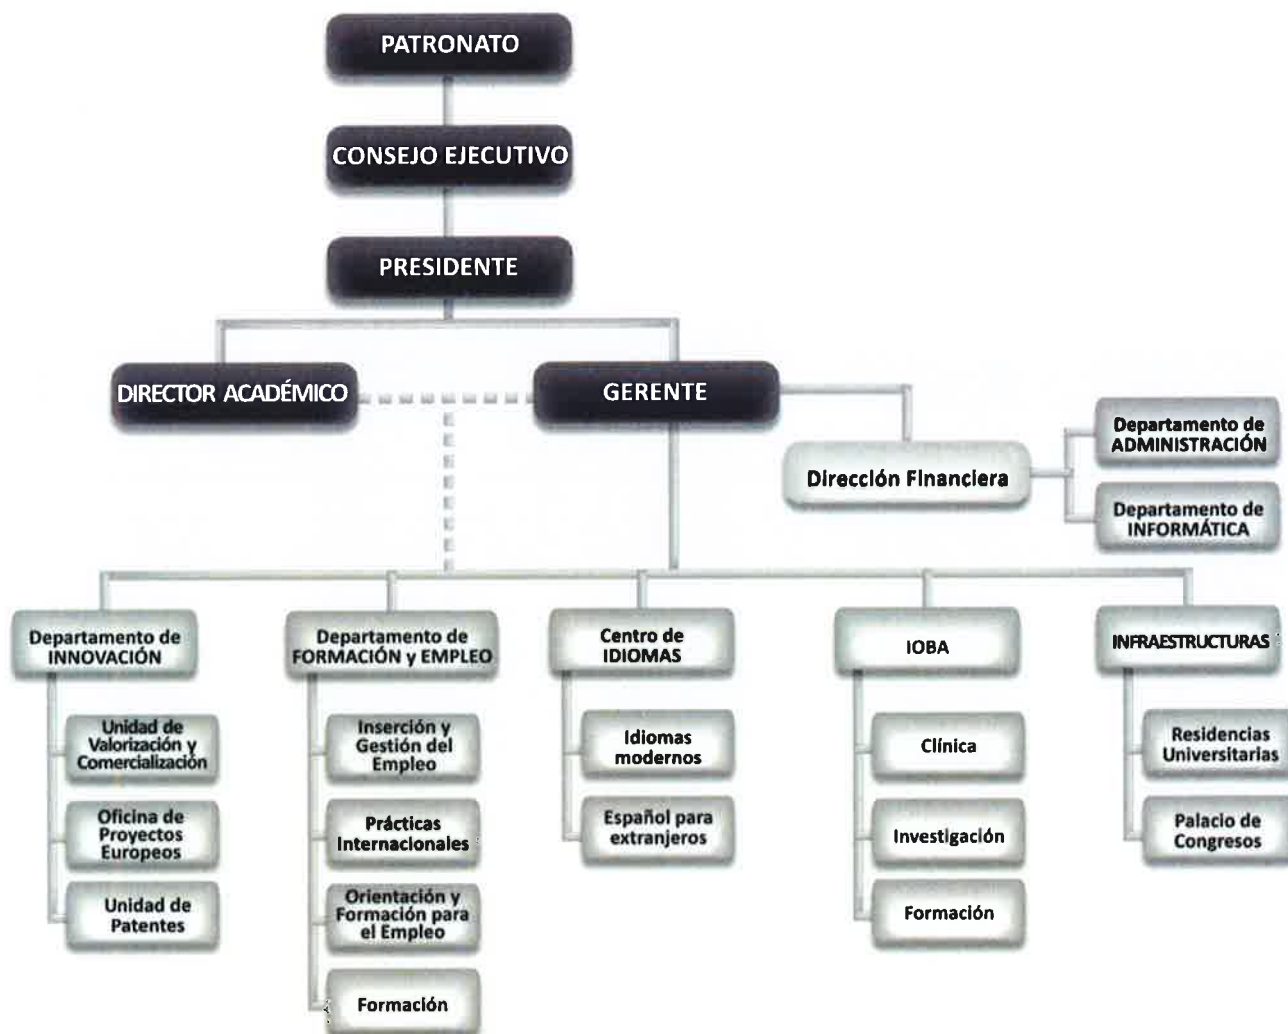 PATRONATO
CONSEJO EJECUTIVO
PRESIDENTE
DIRECTOR ACADÉMICO
GERENTE
Dirección Financiera
Departamento de
ADMINISTRACIÓN
Departamento de
INFORMÁTICA
Departamento de
INNOVACIÓN
Unidad de
Valorización y
Comercialización
Oficina de
Proyectos
Europeos
Unidad de
Patentes
Departamento de
FORMACIÓN y EMPLEO
Inserción y
Gestión del
Empleo
Prácticas
Internacionales
Orientación y
Formación para
el Empleo
Formación
Centro de
IDIOMAS
Idiomas
modernos
Español para
extranjeros
IOBA
Clínica
Investigación
Formación
INFRAESTRUCTURAS
Residencias
Universitarias
Palacio de
Congresos